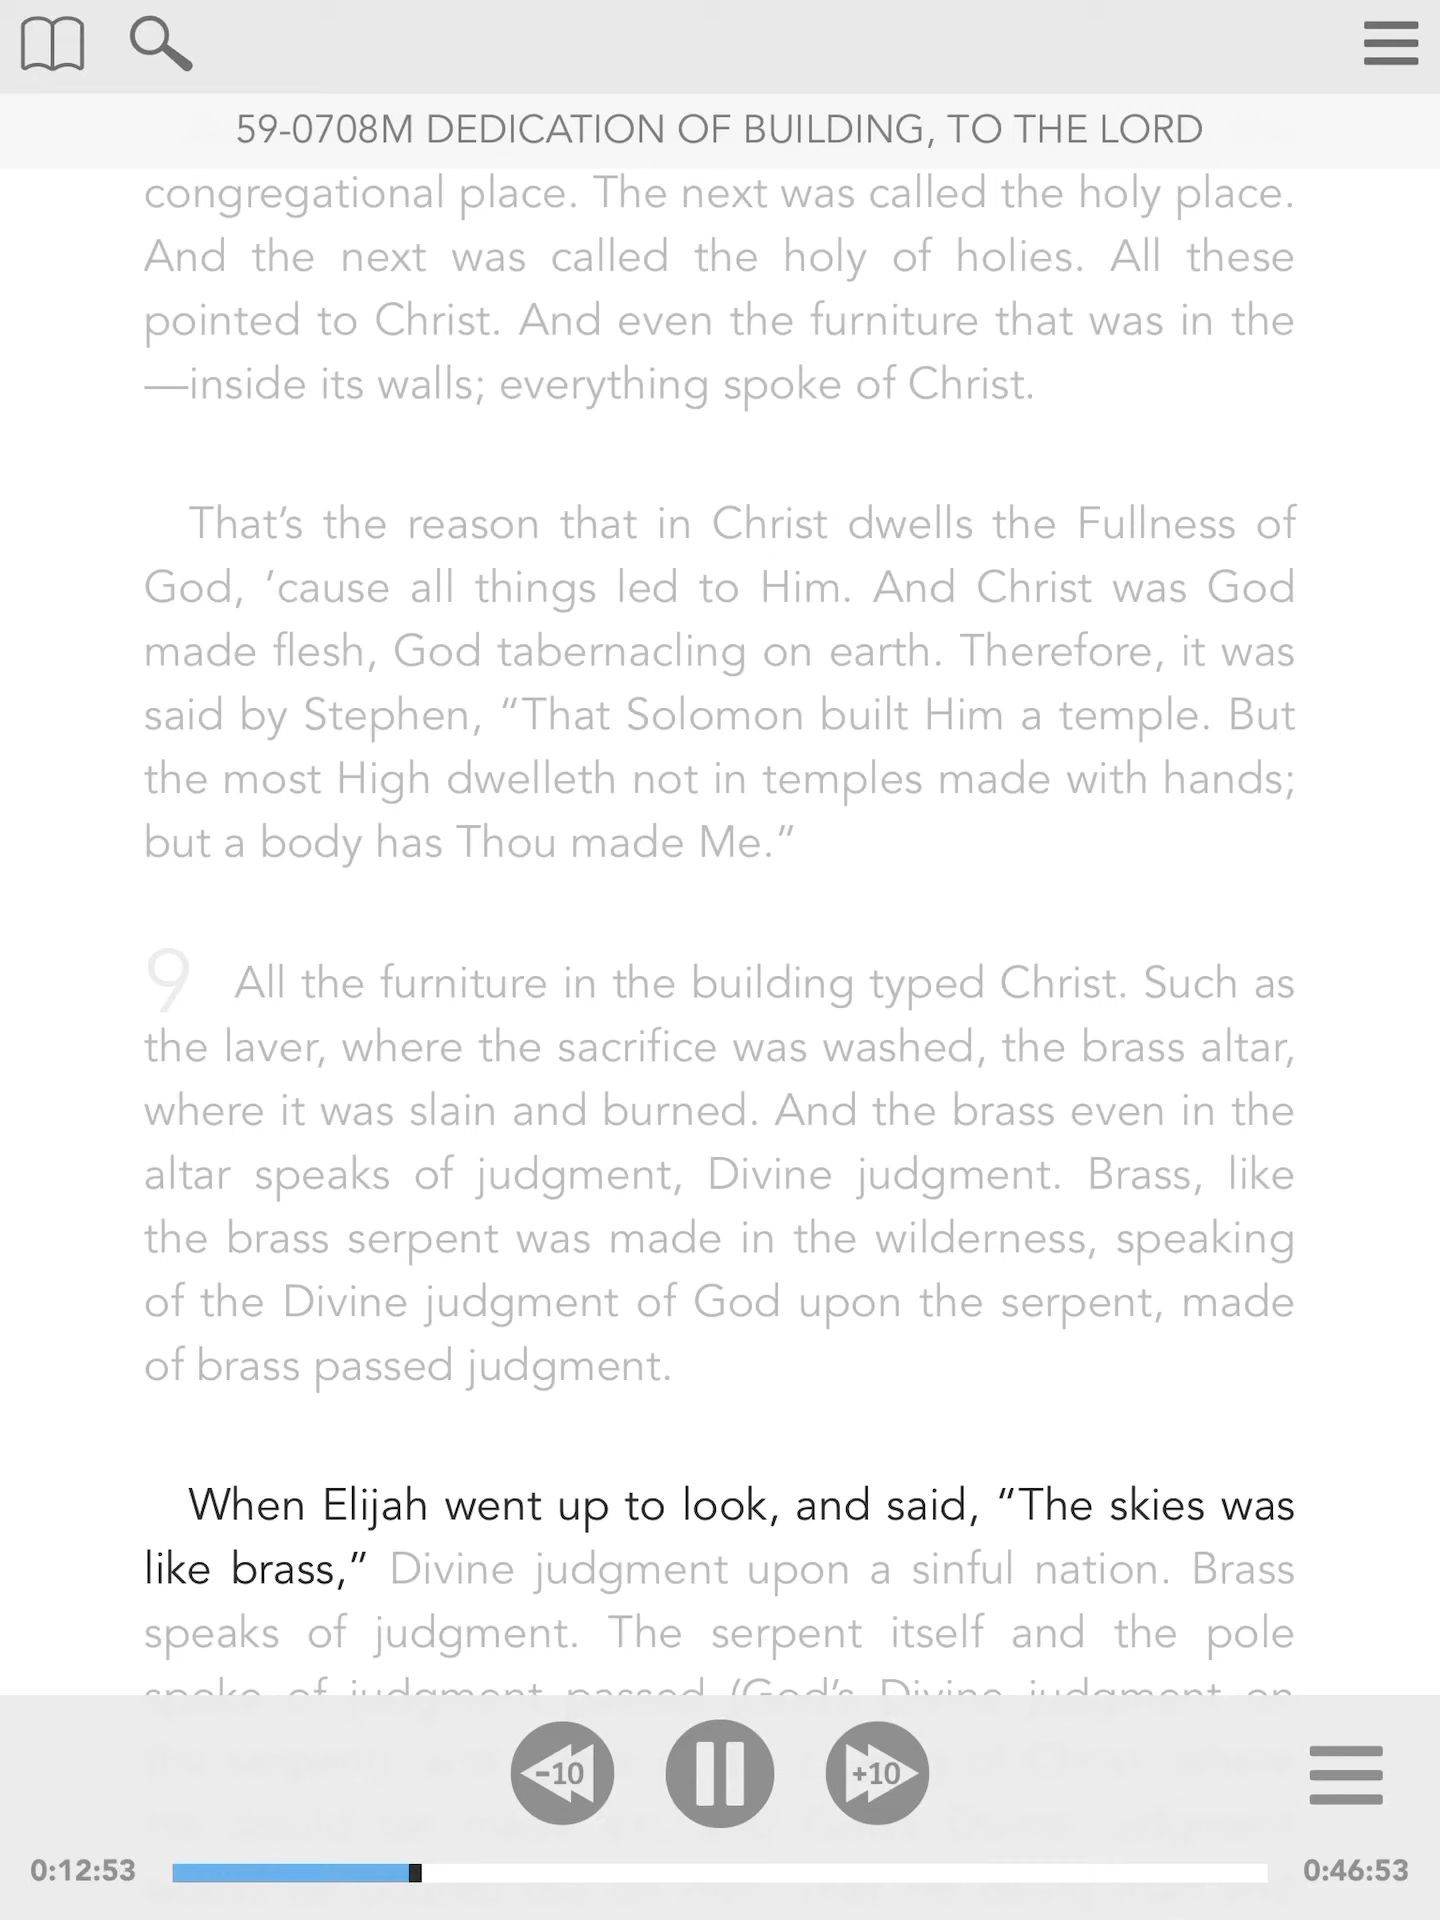 59-0708M DEDICATION OF BUILDING, TO THE LORD
congregational place. The next was called the holy place.
And the next was called the holy of holies. All these
pointed to Christ. And even the furniture that was in the
—inside its walls; everything spoke of Christ.
That’s the reason that in Christ dwells the Fullness of
God, ’cause all things led to Him. And Christ was God
made flesh, God tabernacling on earth. Therefore, it was
said by Stephen, “That Solomon built Him a temple. But
the most High dwelleth not in temples made with hands;
but a body has Thou made Me.”
9 All the furniture in the building typed Christ. Such as
the laver, where the sacrifice was washed, the brass altar,
where it was slain and burned. And the brass even in the
altar speaks of judgment, Divine judgment. Brass, like
the brass serpent was made in the wilderness, speaking
of the Divine judgment of God upon the serpent, made
of brass passed judgment.
When Elijah went up to look, and said, “The skies was
like brass,” Divine judgment upon a sinful nation. Brass
speaks of judgment. The serpent itself and the pole
spoke of judgment passed (God’s Divine judgment on
-10 +10
0:12:53 0:46:53